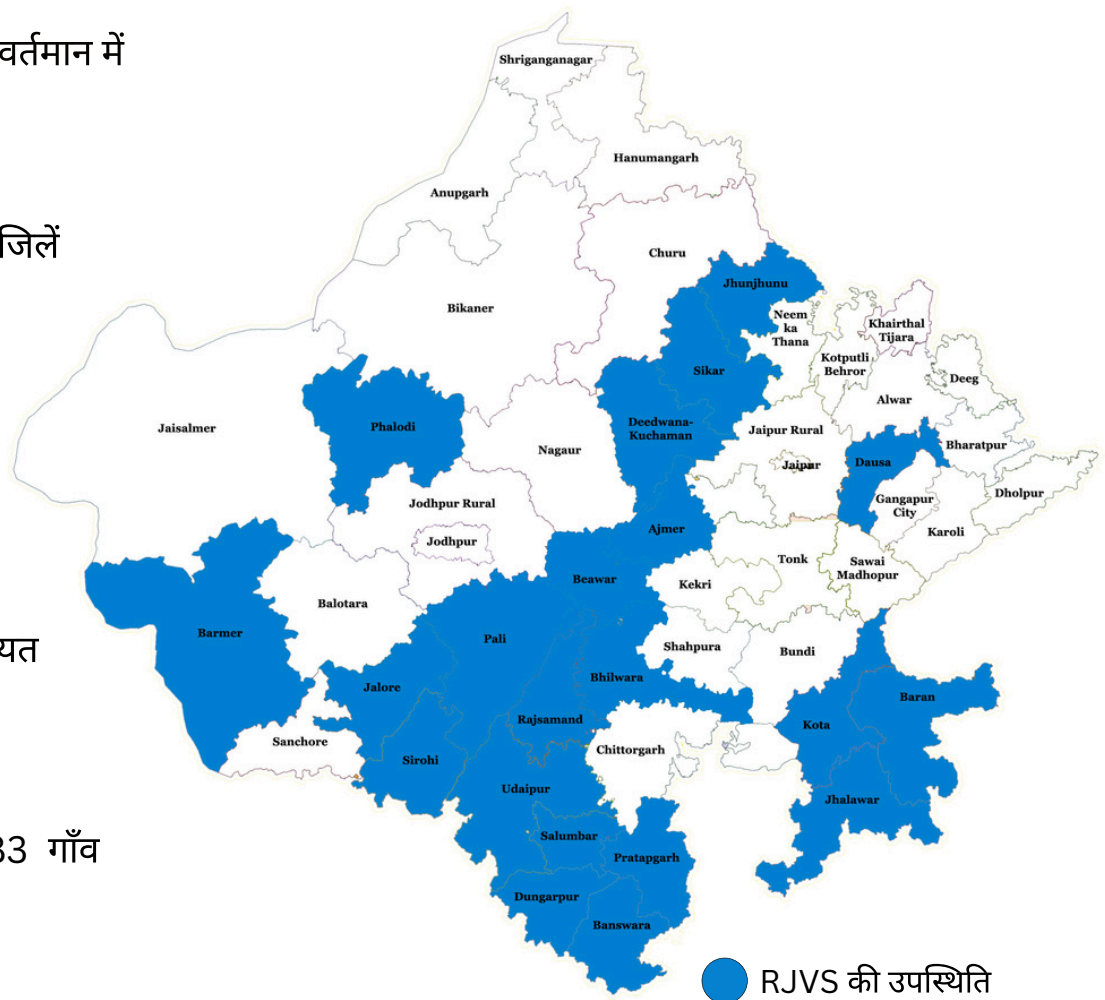 वर्तमान में
Shriganganagar
Hanumangarh
Anupgarh
जिलें
Churu
Jhunjhunu
Bikaner
Neem
ka
Thana
Khairthal
Tijara
Kotputli
Behror
Sikar
Deeg
Alwar
Jaisalmer
Phalodi
Deedwana-
Kuchaman
Jaipur Rural
Nagaur
Bharatpur
Jaipur
Dausa
Jodhpur Rural
Gangapur
City
Dholpur
Ajmer
Karoli
Jodhpur
Tonk
Sawai
Madhopur
Beawar
Kekri
Balotara
Barmer
Pali
यत
Shahpura
Bundi
Bhilwara
Jalore
Baran
Rajsamand
Kota
Sanchore
Chittorgarh
Sirohi
Udaipur
Jhalawar
Salumbar
33 गाँव
Pratapgarh
Dungarpur
Banswara
RJVS की उपस्थिति